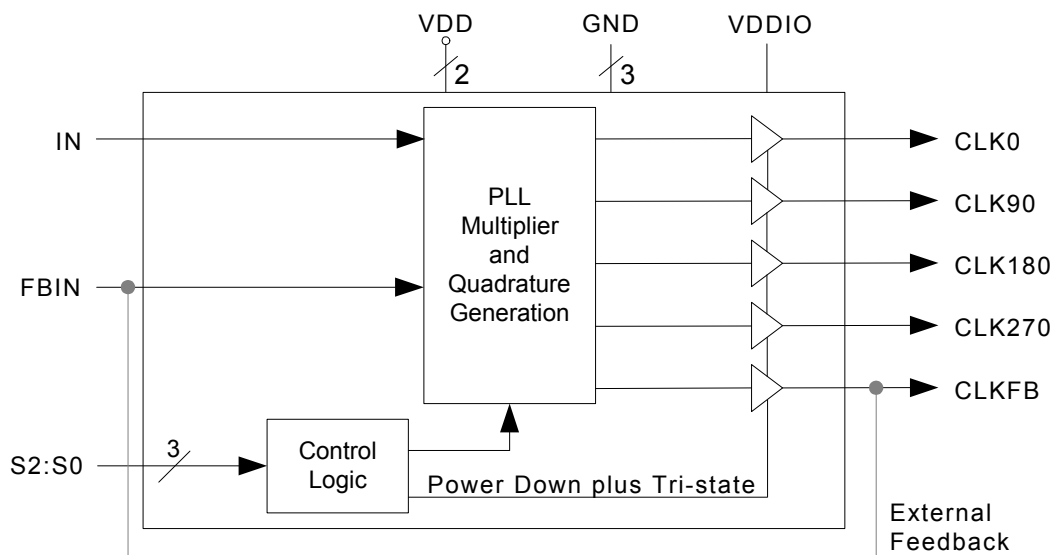 VDD
GND
VDDIO
2
3
IN
FBIN
S2:S0
3
PLL
Multiplier
and
Quadrature
Generation
Control
Logic
Power Down plus Tri-state
CLK0
CLK90
CLK180
CLK270
CLKFB
External
Feedback